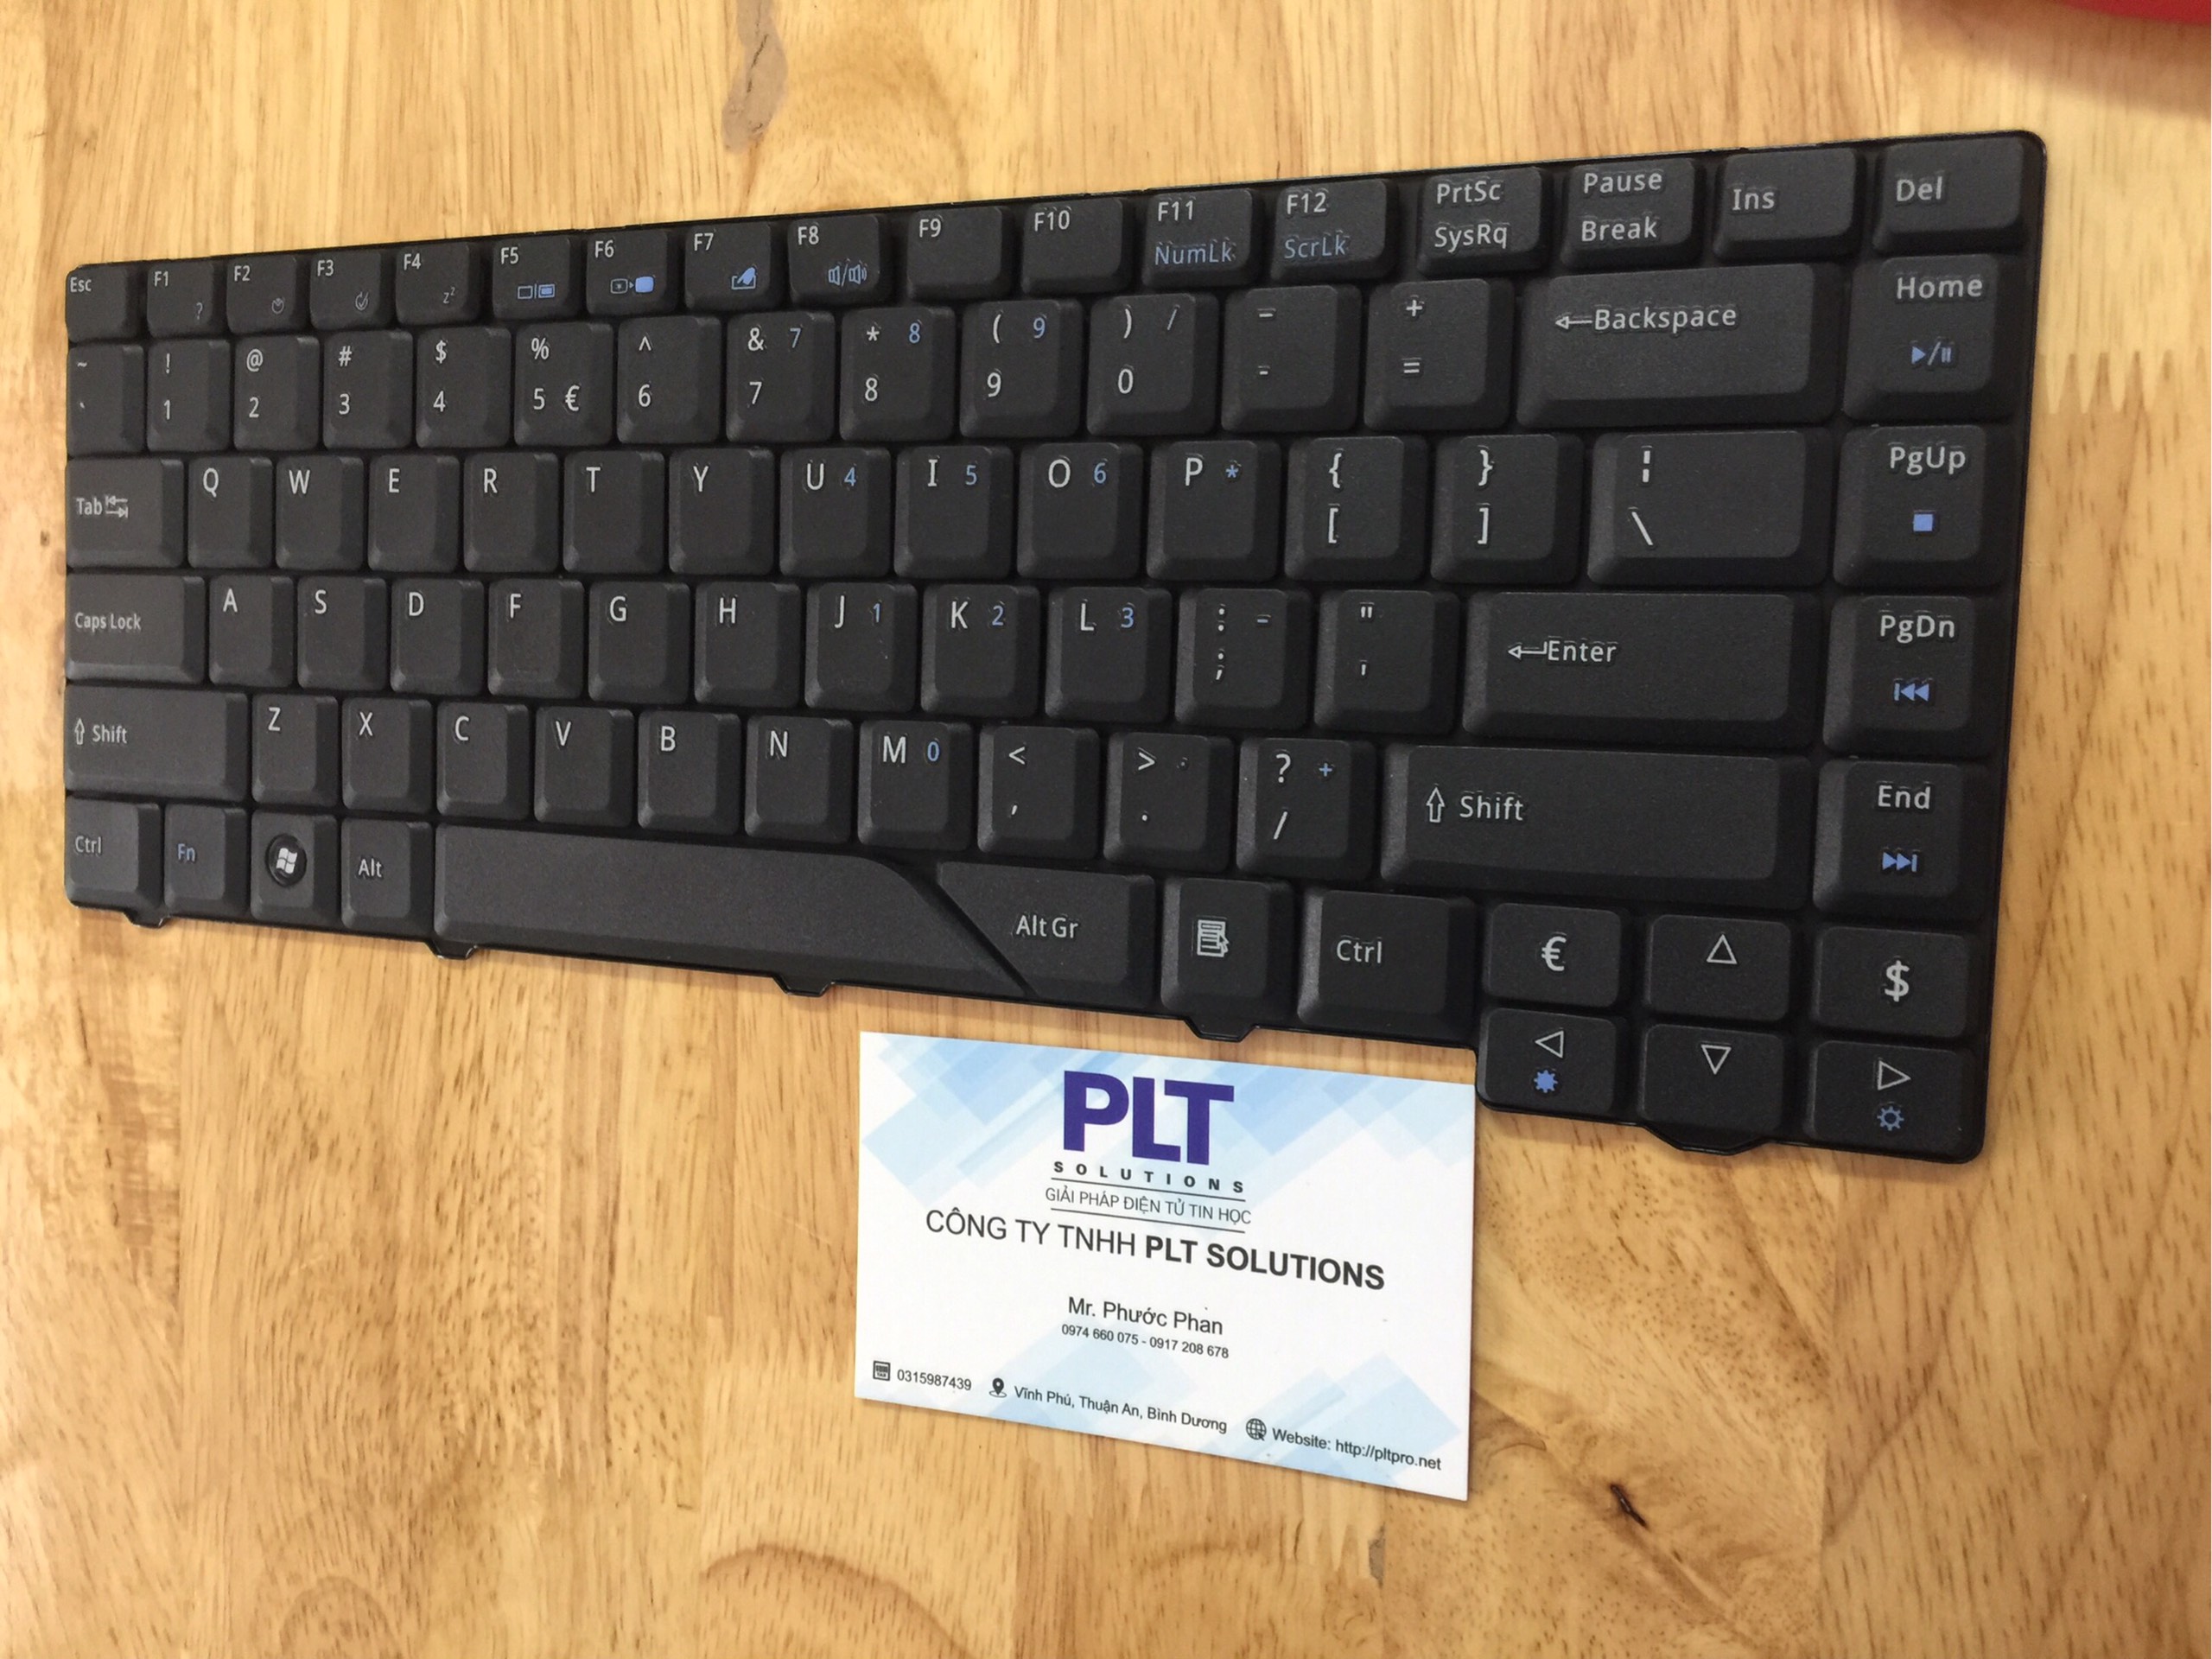 Esc F1 ? F2 F3 F4 zᶻ F5 F6 F7 F8 F9 F10 F11 NumLk F12 ScrLk PrtSc SysRq Pause Break Ins Del
~ ` ! 1 @ 2 # 3 $ 4 % 5 € ^ 6 & 7 7 * 8 8 ( 9 9 ) / 0 _ - + = Backspace Home
Tab Q W E R T Y U 4 I 5 O 6 P * { [ } ] ¦ \ PgUp
Caps Lock A S D F G H J 1 K 2 L 3 : - ; " ' Enter PgDn
Shift Z X C V B N M 0 < , > . . ? + / Shift End
Ctrl Fn Alt Alt Gr Ctrl € $
PLT
SOLUTIONS
GIẢI PHÁP ĐIỆN TỬ TIN HỌC
CÔNG TY TNHH PLT SOLUTIONS
Mr. Phước Phan
0974 660 075 - 0917 208 678
0315987439 Vĩnh Phú, Thuận An, Bình Dương Website: http://pltpro.net